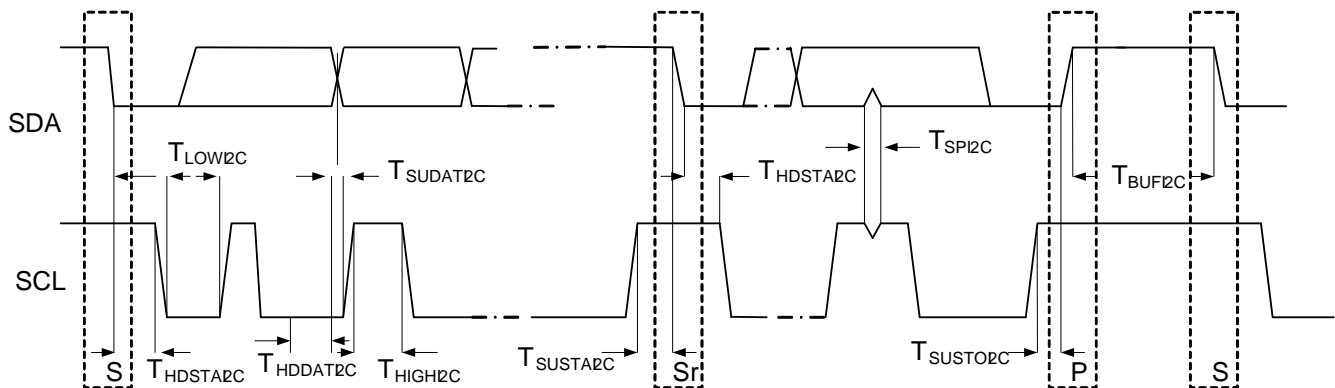 SDA
TLOWI2C
TSUDATI2C
THDSTAI2C
TSPI2C
TBUFI2C
SCL
S
THDSTAI2C
THDDATI2C
THIGHI2C
TSUSTAI2C
Sr
TSUSTOI2C
P
S